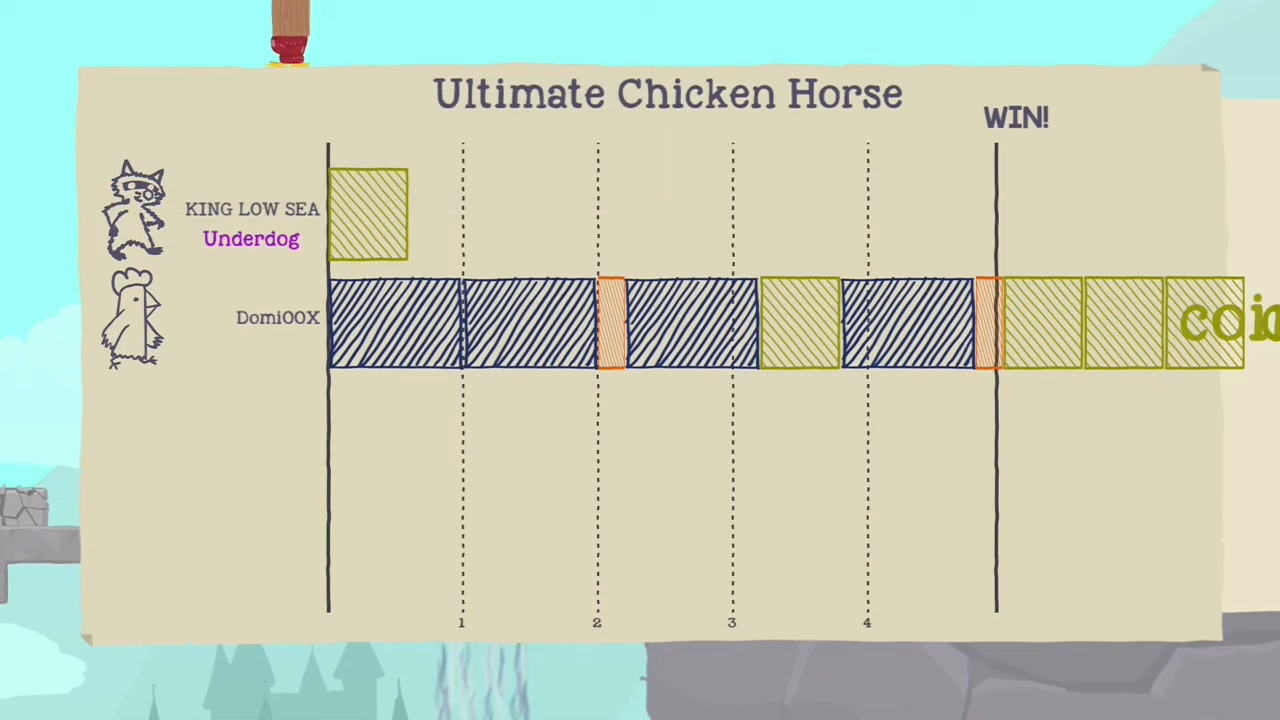 Ultimate Chicken Horse
WIN!
KING LOW SEA
Underdog
Domi00X
1 2 3 4